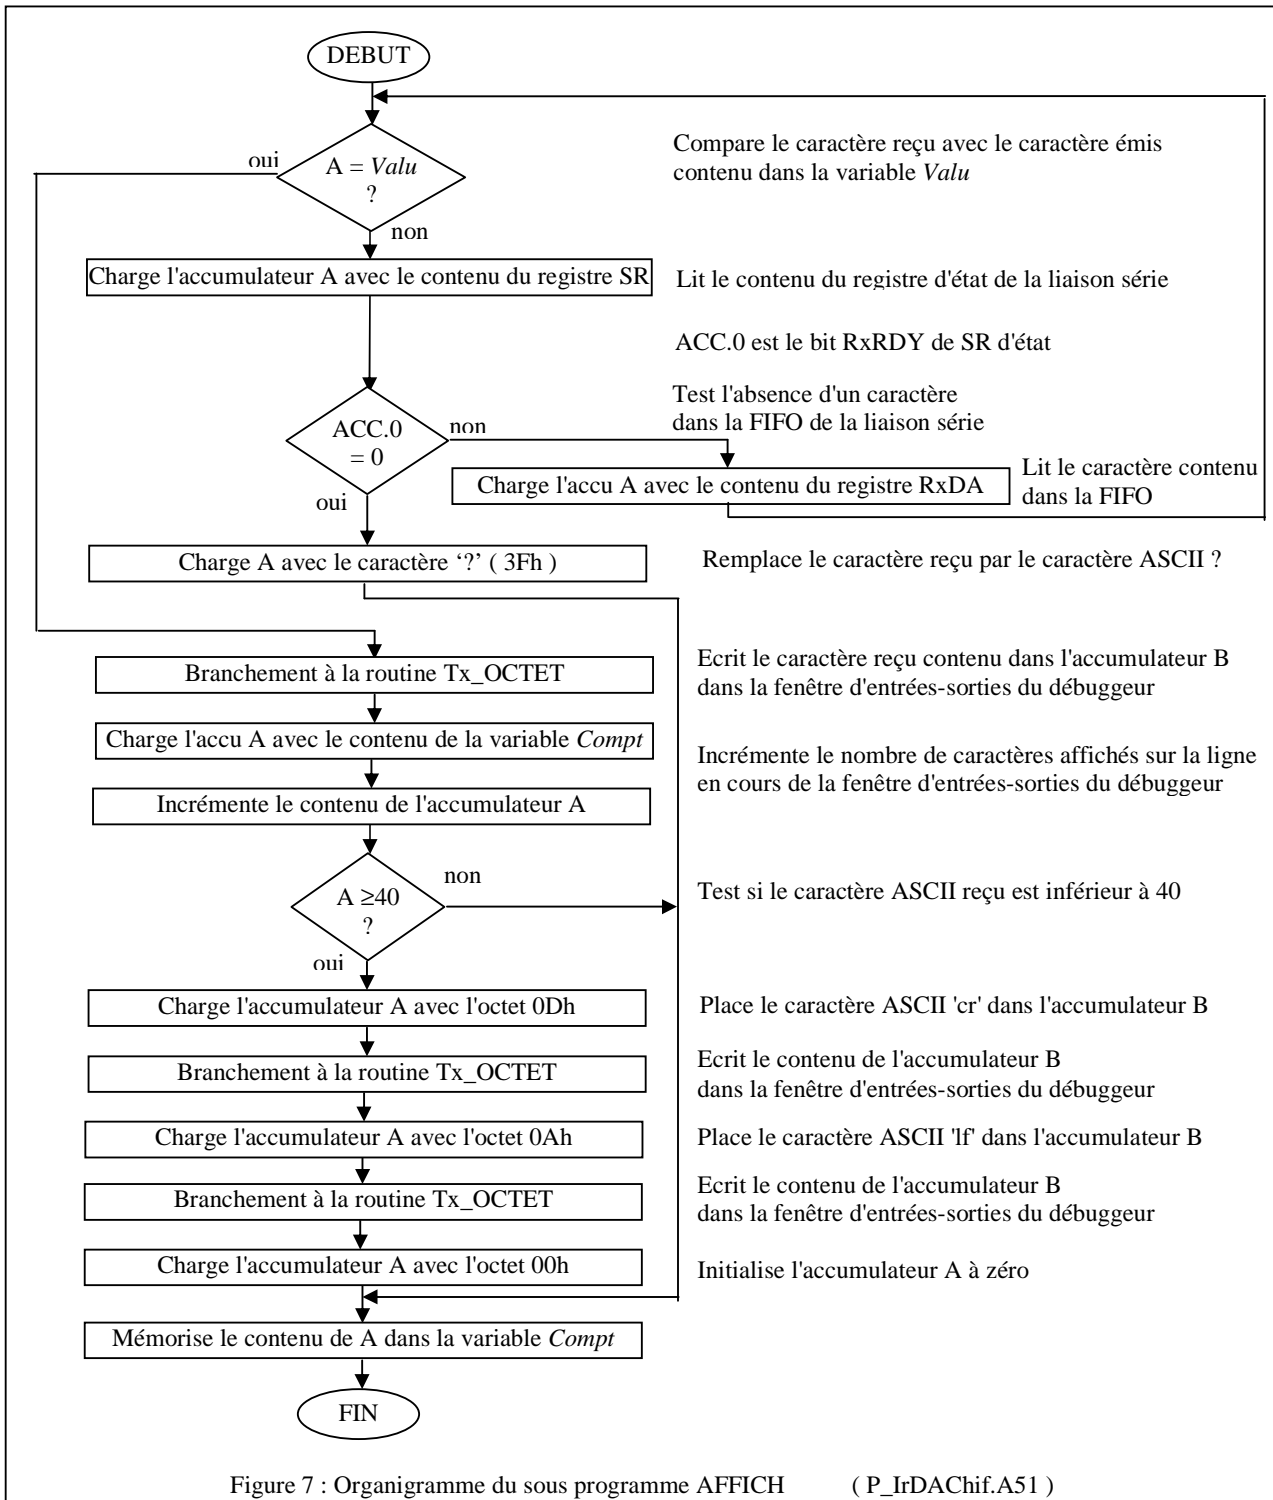 DEBUT
oui
A = Valu
?
Compare le caractère reçu avec le caractère émis
contenu dans la variable Valu
non
Charge l'accumulateur A avec le contenu du registre SR
Lit le contenu du registre d'état de la liaison série
ACC.0 est le bit RxRDY de SR d'état
Test l'absence d'un caractère
dans la FIFO de la liaison série
ACC.0
= 0
non
oui
Charge l'accu A avec le contenu du registre RxDA
Lit le caractère contenu
dans la FIFO
Charge A avec le caractère ‘?’ ( 3Fh )
Remplace le caractère reçu par le caractère ASCII ?
Branchement à la routine Tx_OCTET
Ecrit le caractère reçu contenu dans l'accumulateur B
dans la fenêtre d'entrées-sorties du débuggeur
Charge l'accu A avec le contenu de la variable Compt
Incrémente le nombre de caractères affichés sur la ligne
en cours de la fenêtre d'entrées-sorties du débuggeur
Incrémente le contenu de l'accumulateur A
A ≥40
?
non
Test si le caractère ASCII reçu est inférieur à 40
oui
Charge l'accumulateur A avec l'octet 0Dh
Place le caractère ASCII 'cr' dans l'accumulateur B
Branchement à la routine Tx_OCTET
Ecrit le contenu de l'accumulateur B
dans la fenêtre d'entrées-sorties du débuggeur
Charge l'accumulateur A avec l'octet 0Ah
Place le caractère ASCII 'lf' dans l'accumulateur B
Branchement à la routine Tx_OCTET
Ecrit le contenu de l'accumulateur B
dans la fenêtre d'entrées-sorties du débuggeur
Charge l'accumulateur A avec l'octet 00h
Initialise l'accumulateur A à zéro
Mémorise le contenu de A dans la variable Compt
FIN
Figure 7 : Organigramme du sous programme AFFICH ( P_IrDAChif.A51 )